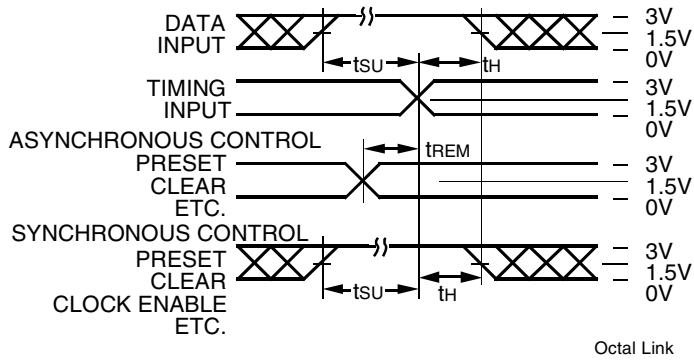 DATA
INPUT
tSU
tH
3V
1.5V
0V
TIMING
INPUT
3V
1.5V
0V
ASYNCHRONOUS CONTROL
PRESET
CLEAR
ETC.
tREM
3V
1.5V
0V
SYNCHRONOUS CONTROL
PRESET
CLEAR
CLOCK ENABLE
ETC.
tSU
tH
3V
1.5V
0V
Octal Link